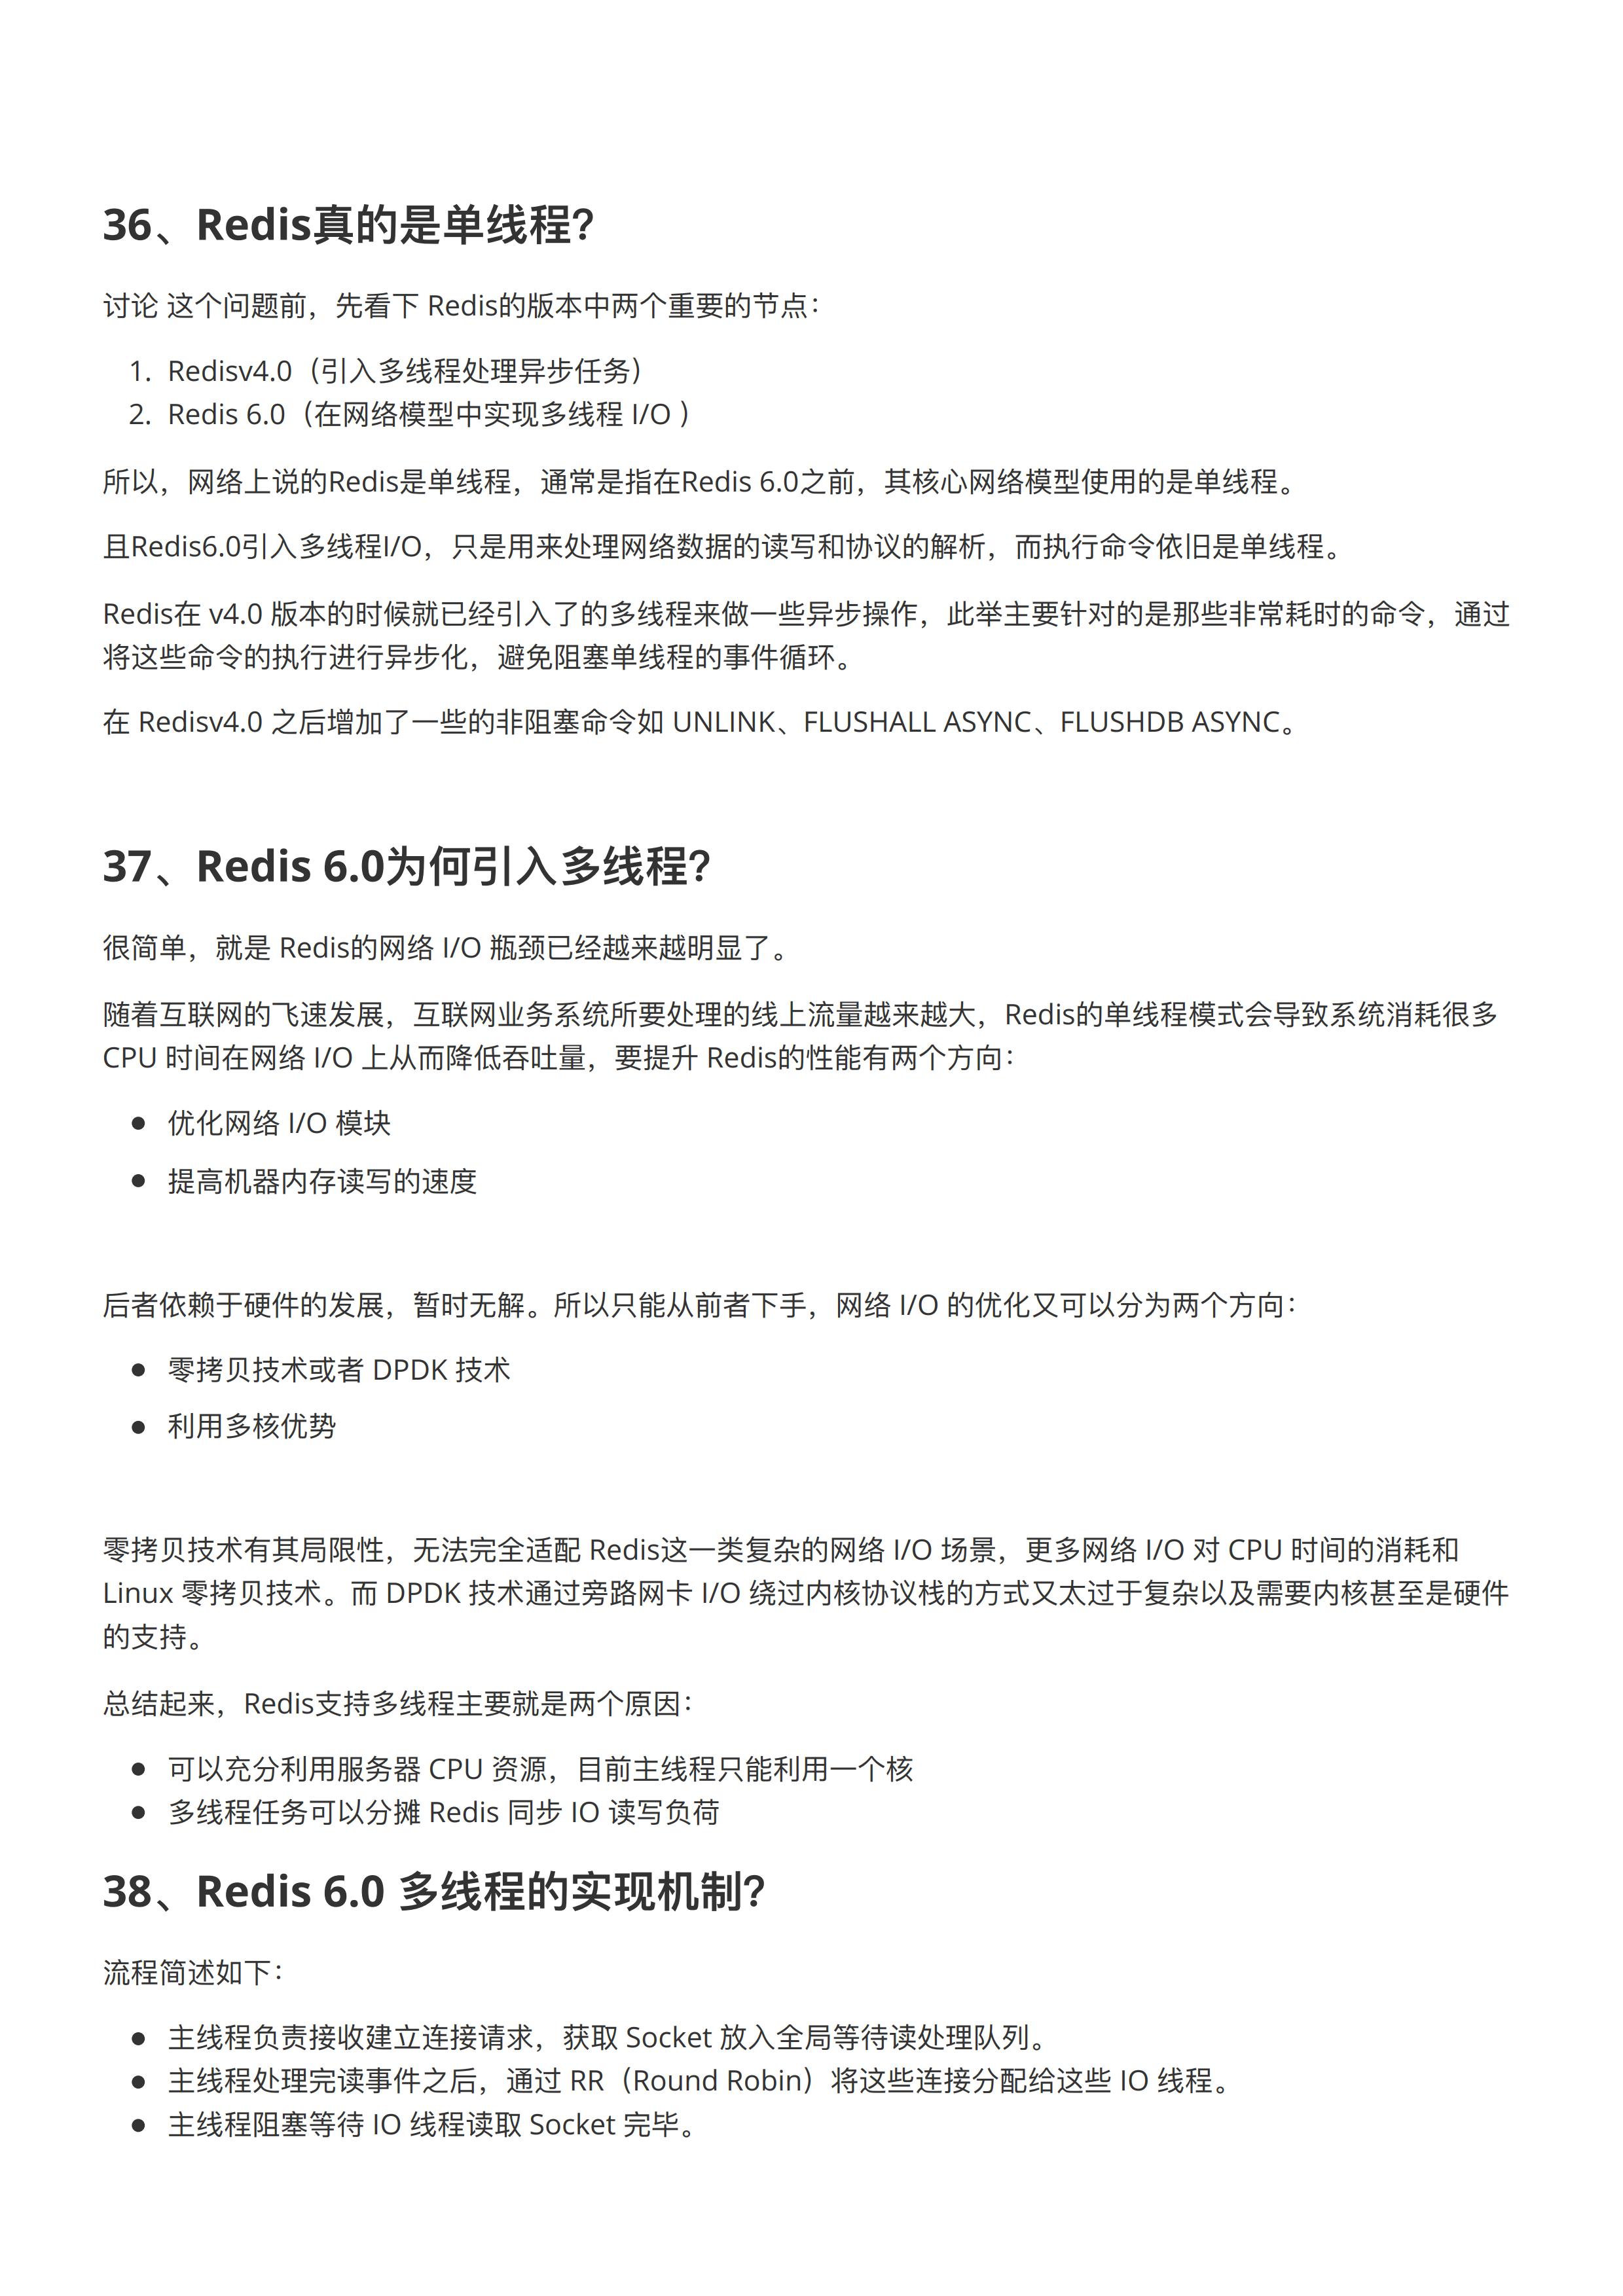 36、Redis真的是单线程？
讨论 这个问题前，先看下 Redis的版本中两个重要的节点：
1. Redisv4.0（引入多线程处理异步任务）
2. Redis 6.0（在网络模型中实现多线程 I/O ）
所以，网络上说的Redis是单线程，通常是指在Redis 6.0之前，其核心网络模型使用的是单线程。
且Redis6.0引入多线程I/O，只是用来处理网络数据的读写和协议的解析，而执行命令依旧是单线程。
Redis在 v4.0 版本的时候就已经引入了的多线程来做一些异步操作，此举主要针对的是那些非常耗时的命令，通过
将这些命令的执行进行异步化，避免阻塞单线程的事件循环。
在 Redisv4.0 之后增加了一些的非阻塞命令如 UNLINK、FLUSHALL ASYNC、FLUSHDB ASYNC。
37、Redis 6.0为何引入多线程？
很简单，就是 Redis的网络 I/O 瓶颈已经越来越明显了。
随着互联网的飞速发展，互联网业务系统所要处理的线上流量越来越大，Redis的单线程模式会导致系统消耗很多
CPU 时间在网络 I/O 上从而降低吞吐量，要提升 Redis的性能有两个方向：
● 优化网络 I/O 模块
● 提高机器内存读写的速度
后者依赖于硬件的发展，暂时无解。所以只能从前者下手，网络 I/O 的优化又可以分为两个方向：
● 零拷贝技术或者 DPDK 技术
● 利用多核优势
零拷贝技术有其局限性，无法完全适配 Redis这一类复杂的网络 I/O 场景，更多网络 I/O 对 CPU 时间的消耗和
Linux 零拷贝技术。而 DPDK 技术通过旁路网卡 I/O 绕过内核协议栈的方式又太过于复杂以及需要内核甚至是硬件
的支持。
总结起来，Redis支持多线程主要就是两个原因：
● 可以充分利用服务器 CPU 资源，目前主线程只能利用一个核
● 多线程任务可以分摊 Redis 同步 IO 读写负荷
38、Redis 6.0 多线程的实现机制？
流程简述如下：
● 主线程负责接收建立连接请求，获取 Socket 放入全局等待读处理队列。
● 主线程处理完读事件之后，通过 RR（Round Robin）将这些连接分配给这些 IO 线程。
● 主线程阻塞等待 IO 线程读取 Socket 完毕。